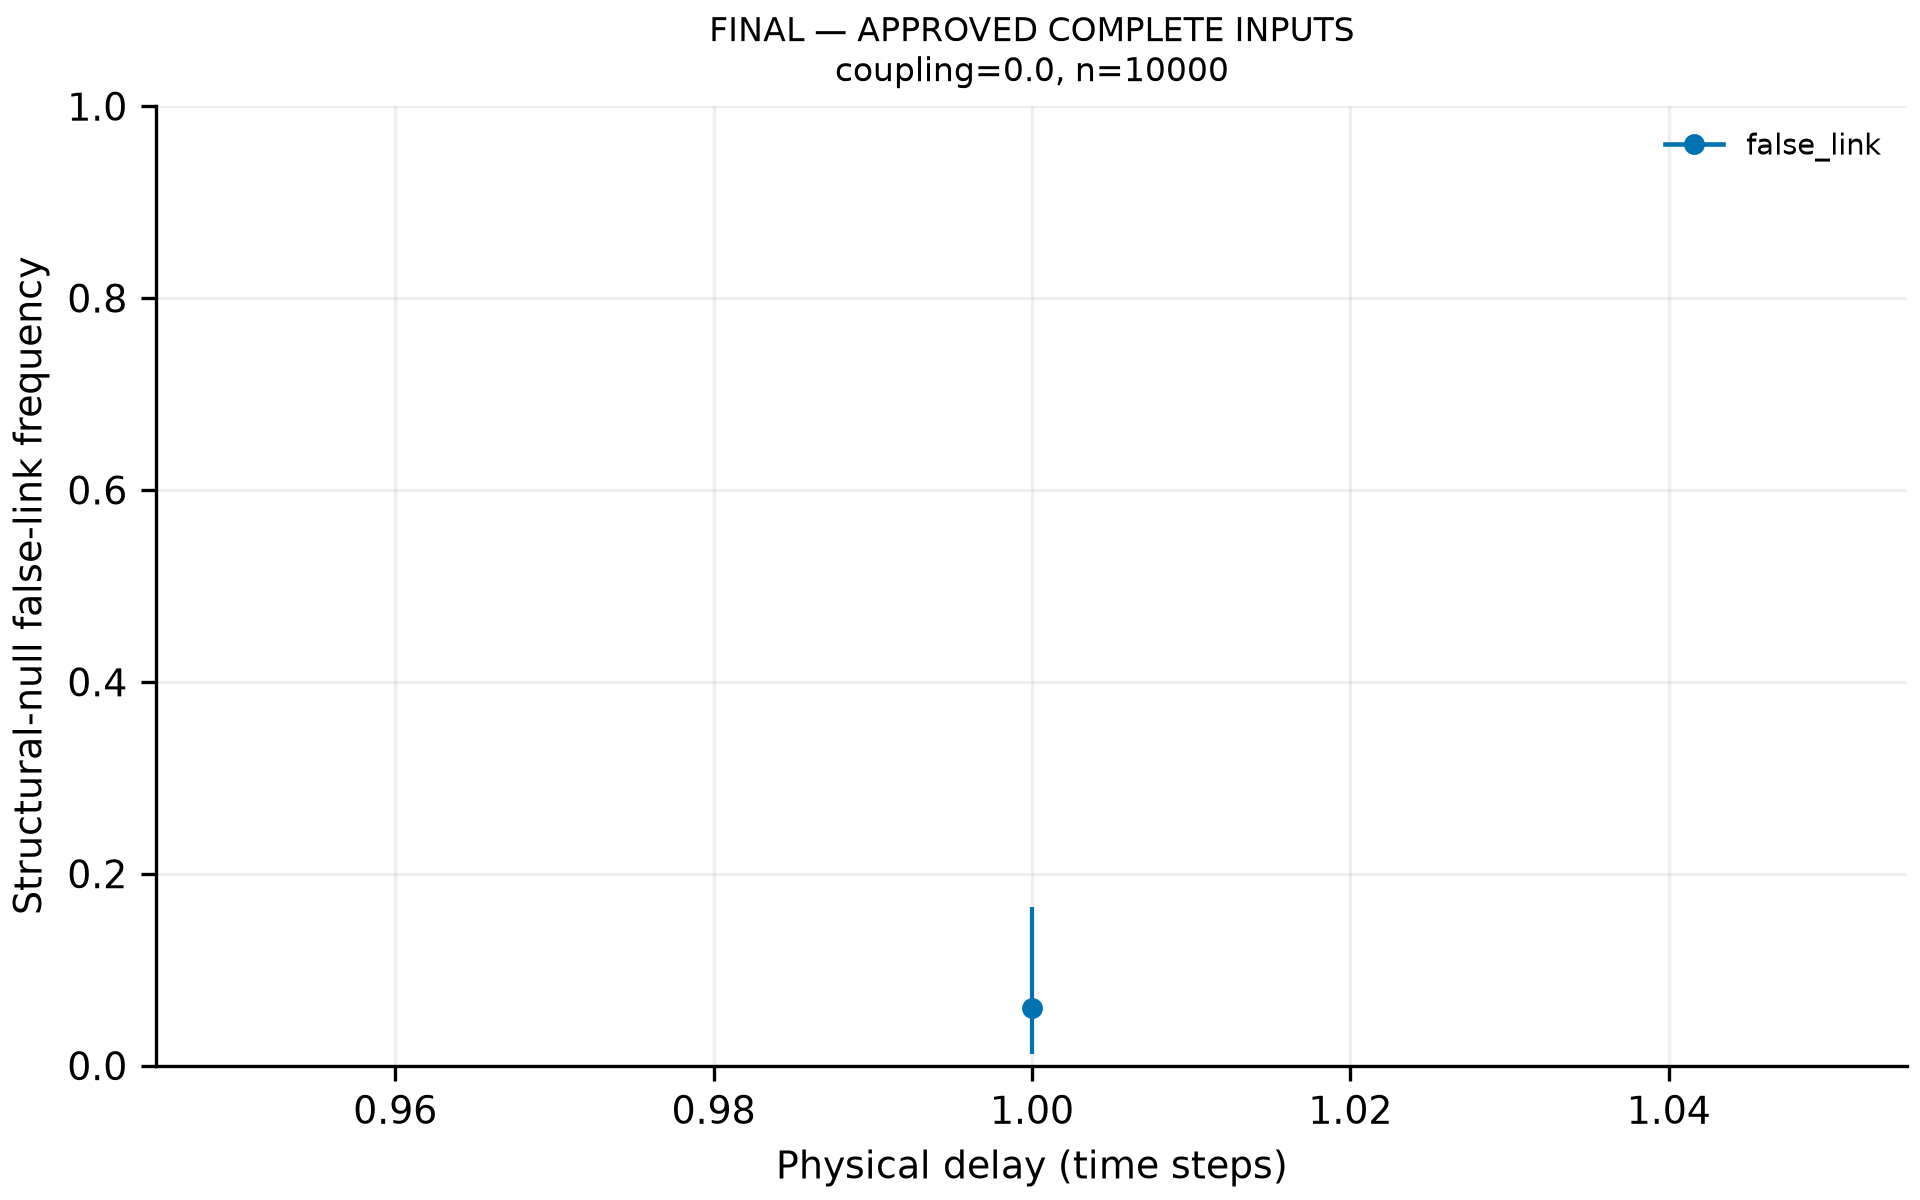 FINAL — APPROVED COMPLETE INPUTS
coupling=0.0, n=10000
false_link
Structural-null false-link frequency
1.0
0.8
0.6
0.4
0.2
0.0
0.96 0.98 1.00 1.02 1.04
Physical delay (time steps)